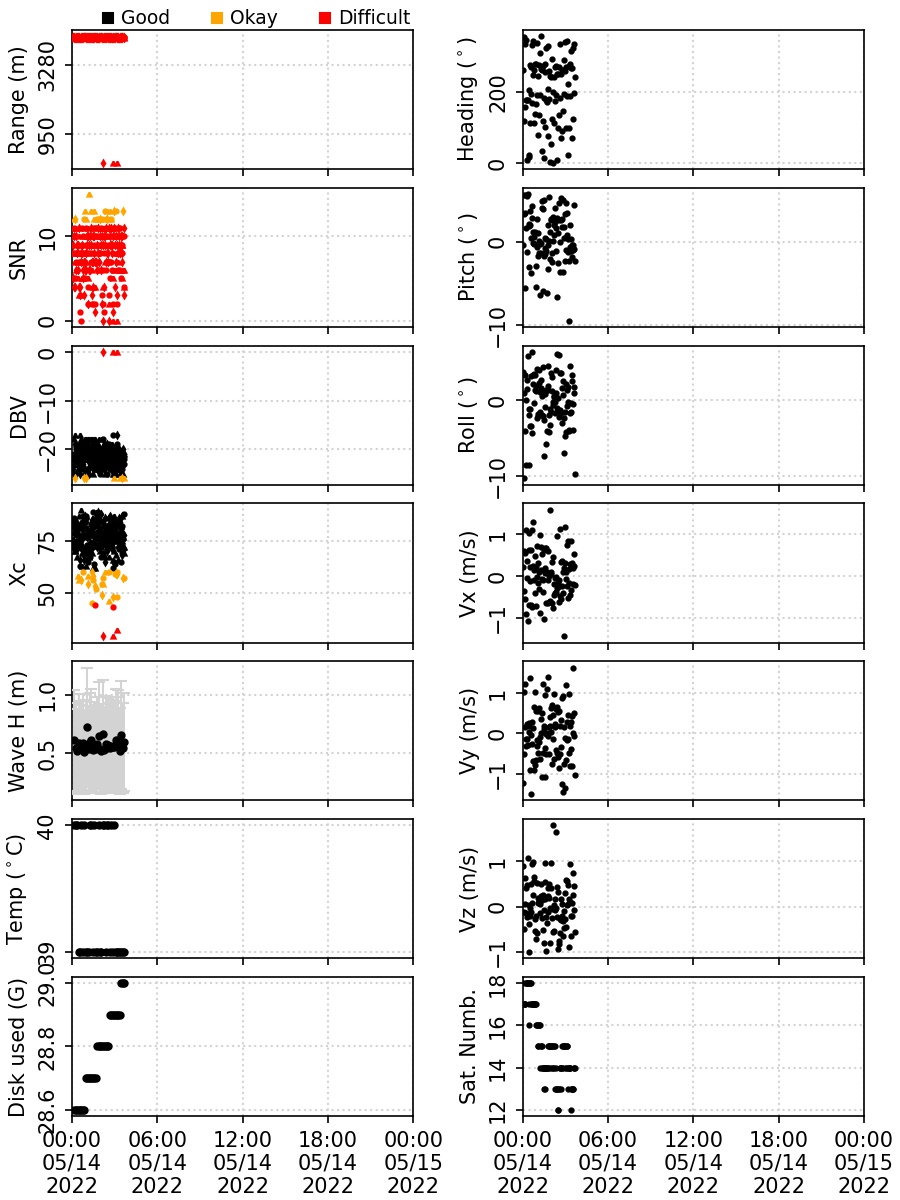 Good Okay Difficult
Range (m)
3280
950
Heading (°)
200
0
SNR
10
0
Pitch (°)
0
−10
DBV
0
−10
−20
Roll (°)
0
−10
Xc
75
50
Vx (m/s)
1
0
−1
Wave H (m)
1.0
0.5
Vy (m/s)
1
0
−1
Temp (°C)
40
39
Vz (m/s)
1
0
−1
Disk used (G)
29.0
28.8
28.6
Sat. Numb.
18
16
14
12
00:00 06:00 12:00 18:00 00:00
05/14 05/14 05/14 05/14 05/15
2022 2022 2022 2022 2022
00:00 06:00 12:00 18:00 00:00
05/14 05/14 05/14 05/14 05/15
2022 2022 2022 2022 2022